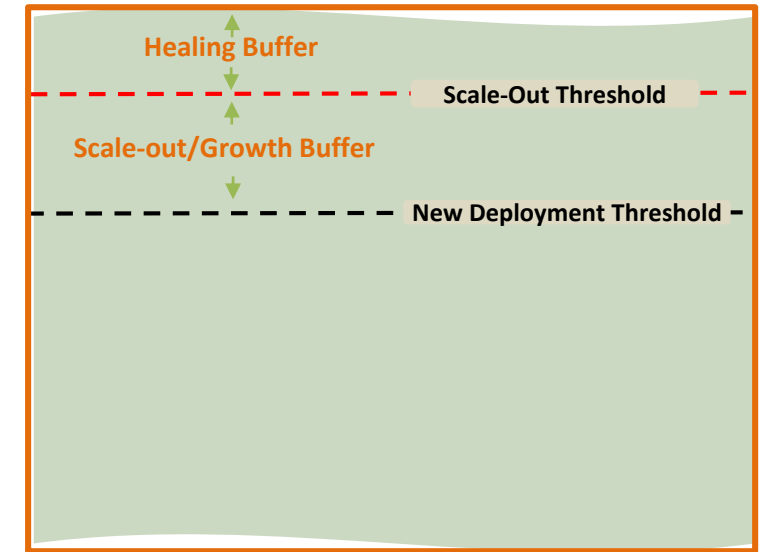 Healing Buffer
Scale-Out Threshold
Scale-out/Growth Buffer
New Deployment Threshold